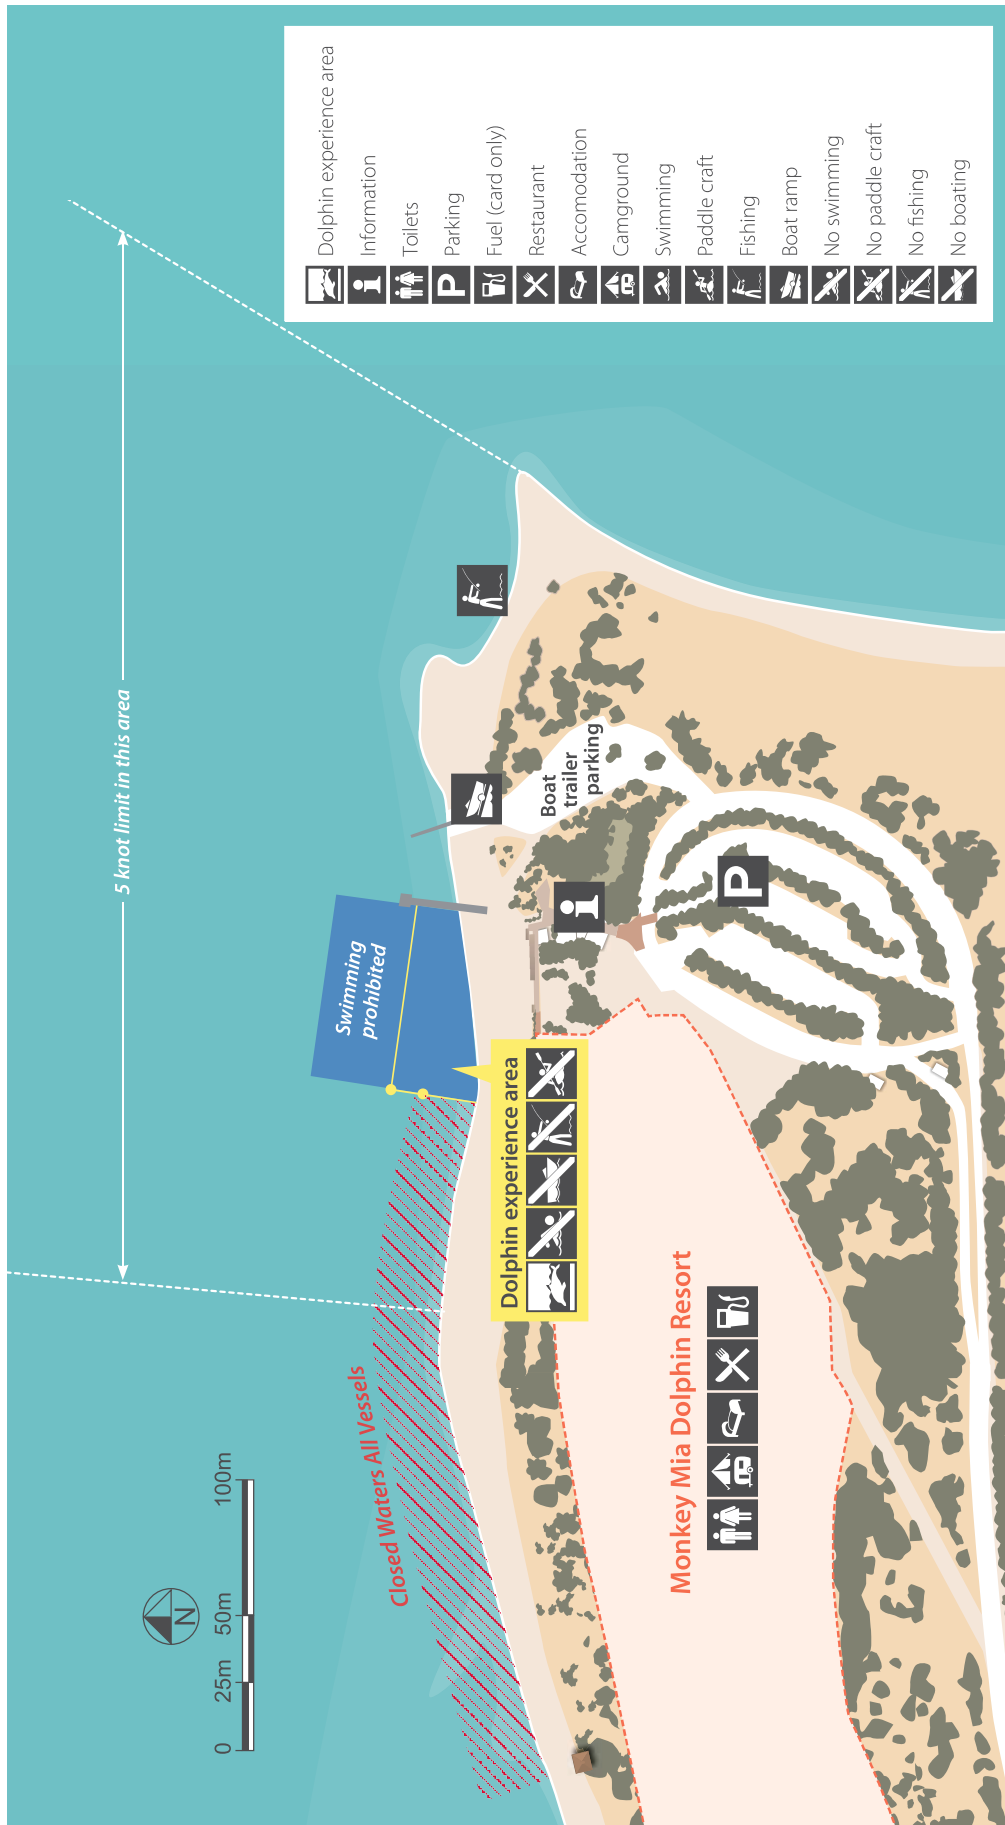 Dolphin experience area
Information
Toilets
Parking
Fuel (card only)
Restaurant
Accomodation
Camground
Swimming
Paddle craft
Fishing
Boat ramp
No swimming
No paddle craft
No fishing
No boating
5 knot limit in this area
Swimming
prohibited
Boat
trailer
parking
i
P
Dolphin experience area
Closed Waters All Vessels
Monkey Mia Dolphin Resort
N
0 25m 50m 100m